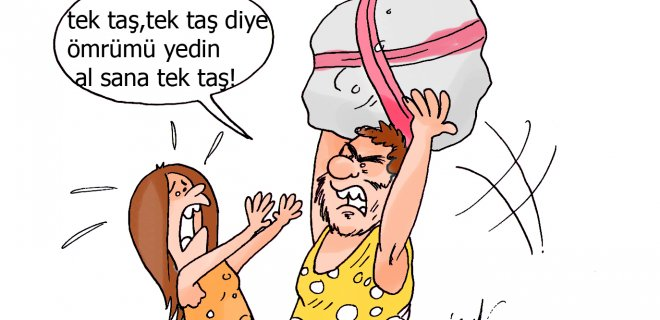 tek taş,tek taş diye
ömrümü yedin
al sana tek taş!